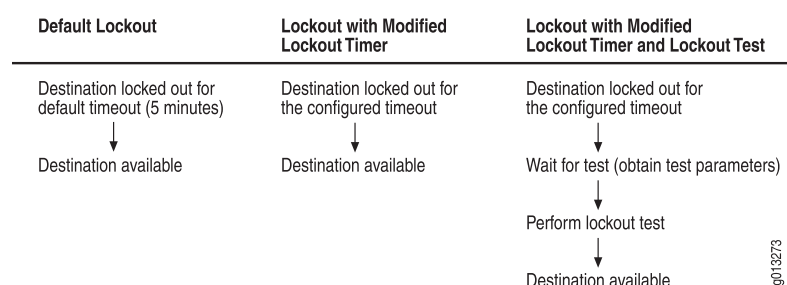 Default Lockout
Lockout with Modified
Lockout Timer
Lockout with Modified
Lockout Timer and Lockout Test
Destination locked out for
default timeout (5 minutes)
Destination available
Destination locked out for
the configured timeout
Destination available
Destination locked out for
the configured timeout
Wait for test (obtain test parameters)
Perform lockout test
Destination available
g013273